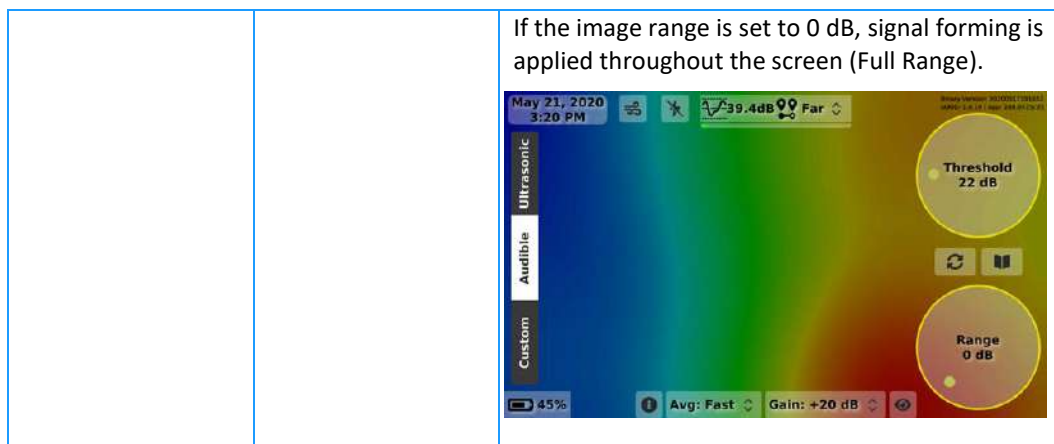 If the image range is set to 0 dB, signal forming is
applied throughout the screen (Full Range).
May 21, 2020
3:20 PM
39.4dB
Far
Ultrasonic
Threshold
22 dB
Audible
Custom
Range
0 dB
45%
Avg: Fast
Gain: +20 dB